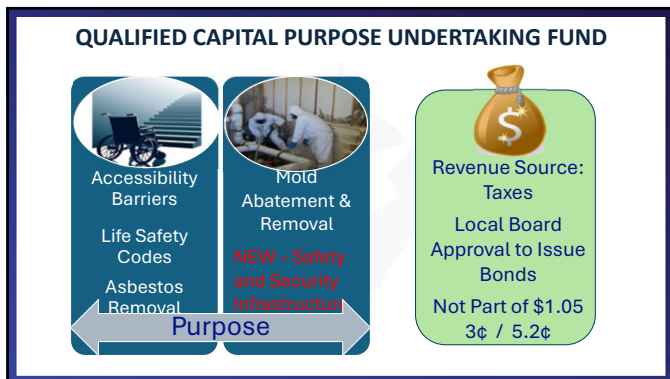 QUALIFIED CAPITAL PURPOSE UNDERTAKING FUND
Accessibility
Barriers
Life Safety
Codes
Asbestos
Removal
Mold
Abatement &
Removal
NEW – Safety
and Security
Infrastructure
Purpose
$
Revenue Source:
Taxes
Local Board
Approval to Issue
Bonds
Not Part of $1.05
3¢ / 5.2¢